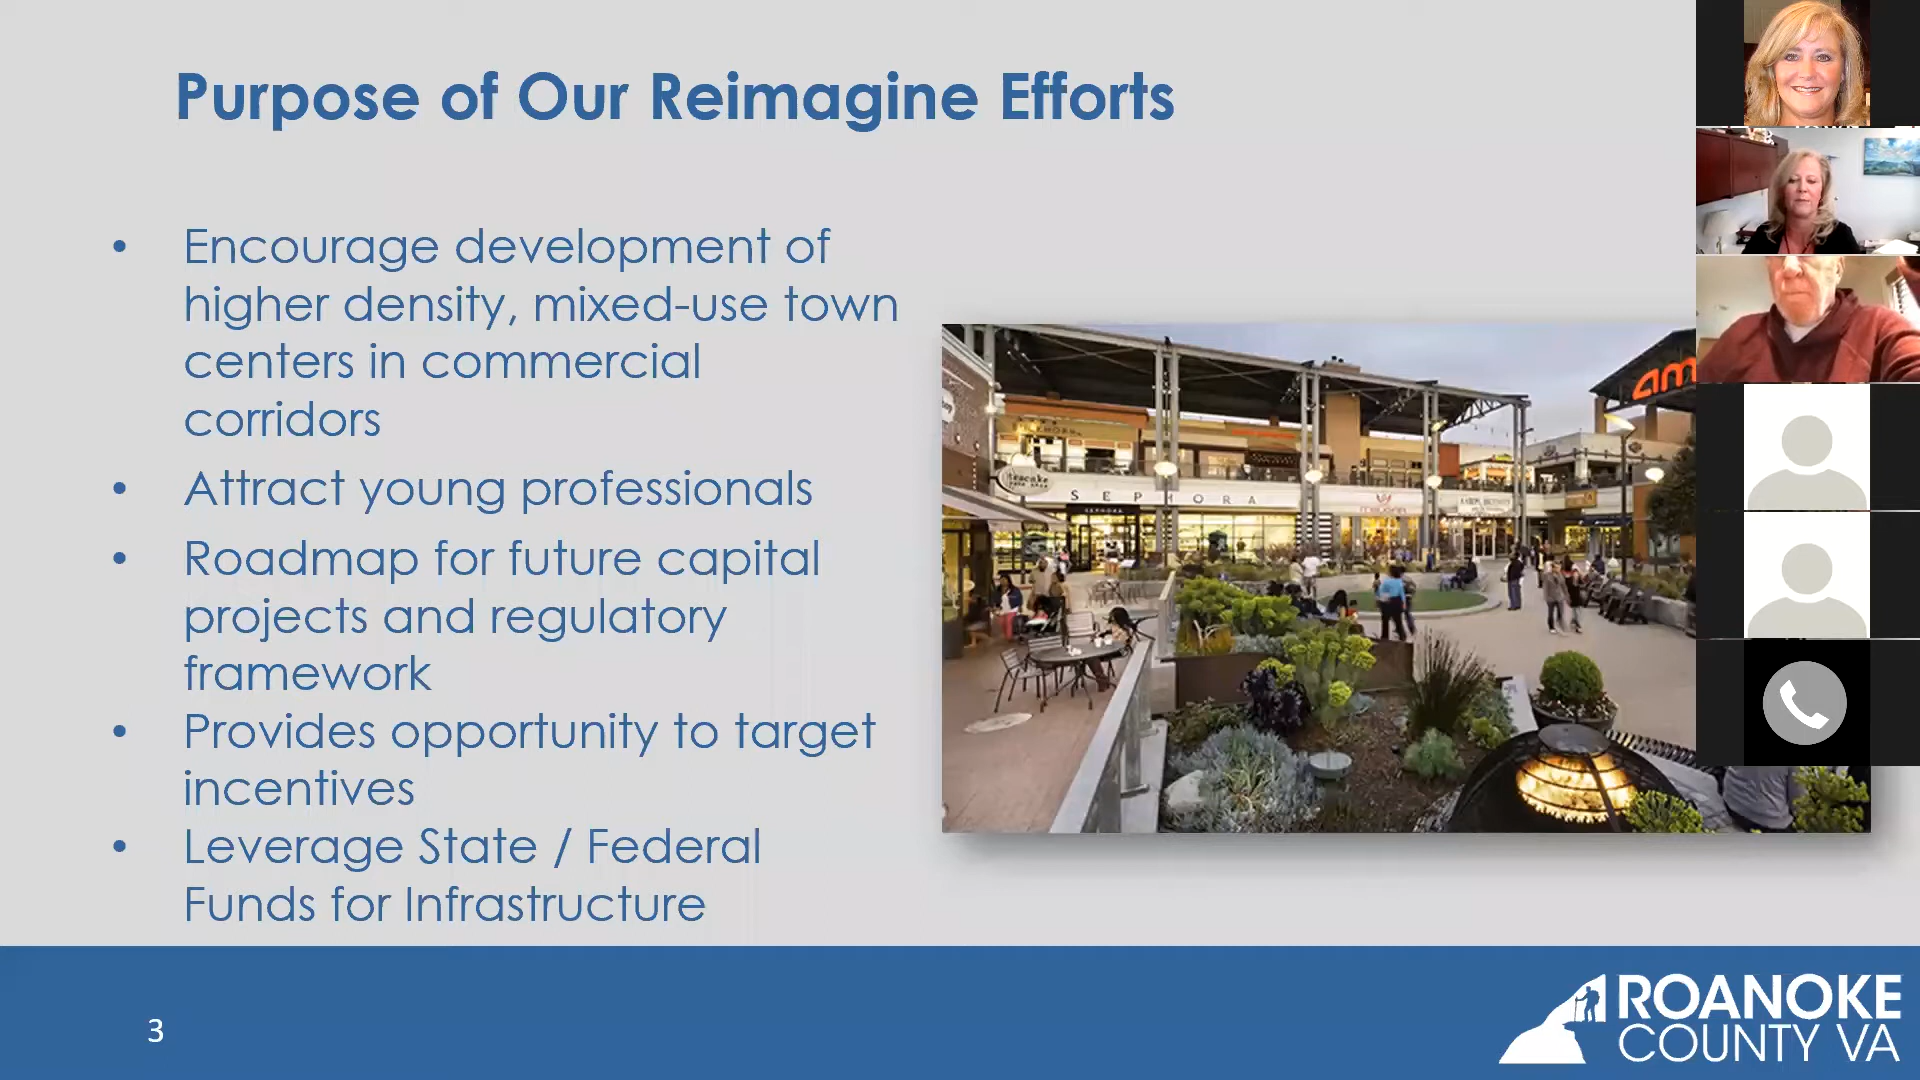 Purpose of Our Reimagine Efforts
• Encourage development of
higher density, mixed-use town
centers in commercial
corridors
• Attract young professionals
• Roadmap for future capital
projects and regulatory
framework
• Provides opportunity to target
incentives
• Leverage State / Federal
Funds for Infrastructure
SEPHORA
SEPHORA
am
3
ROANOKE
COUNTY VA